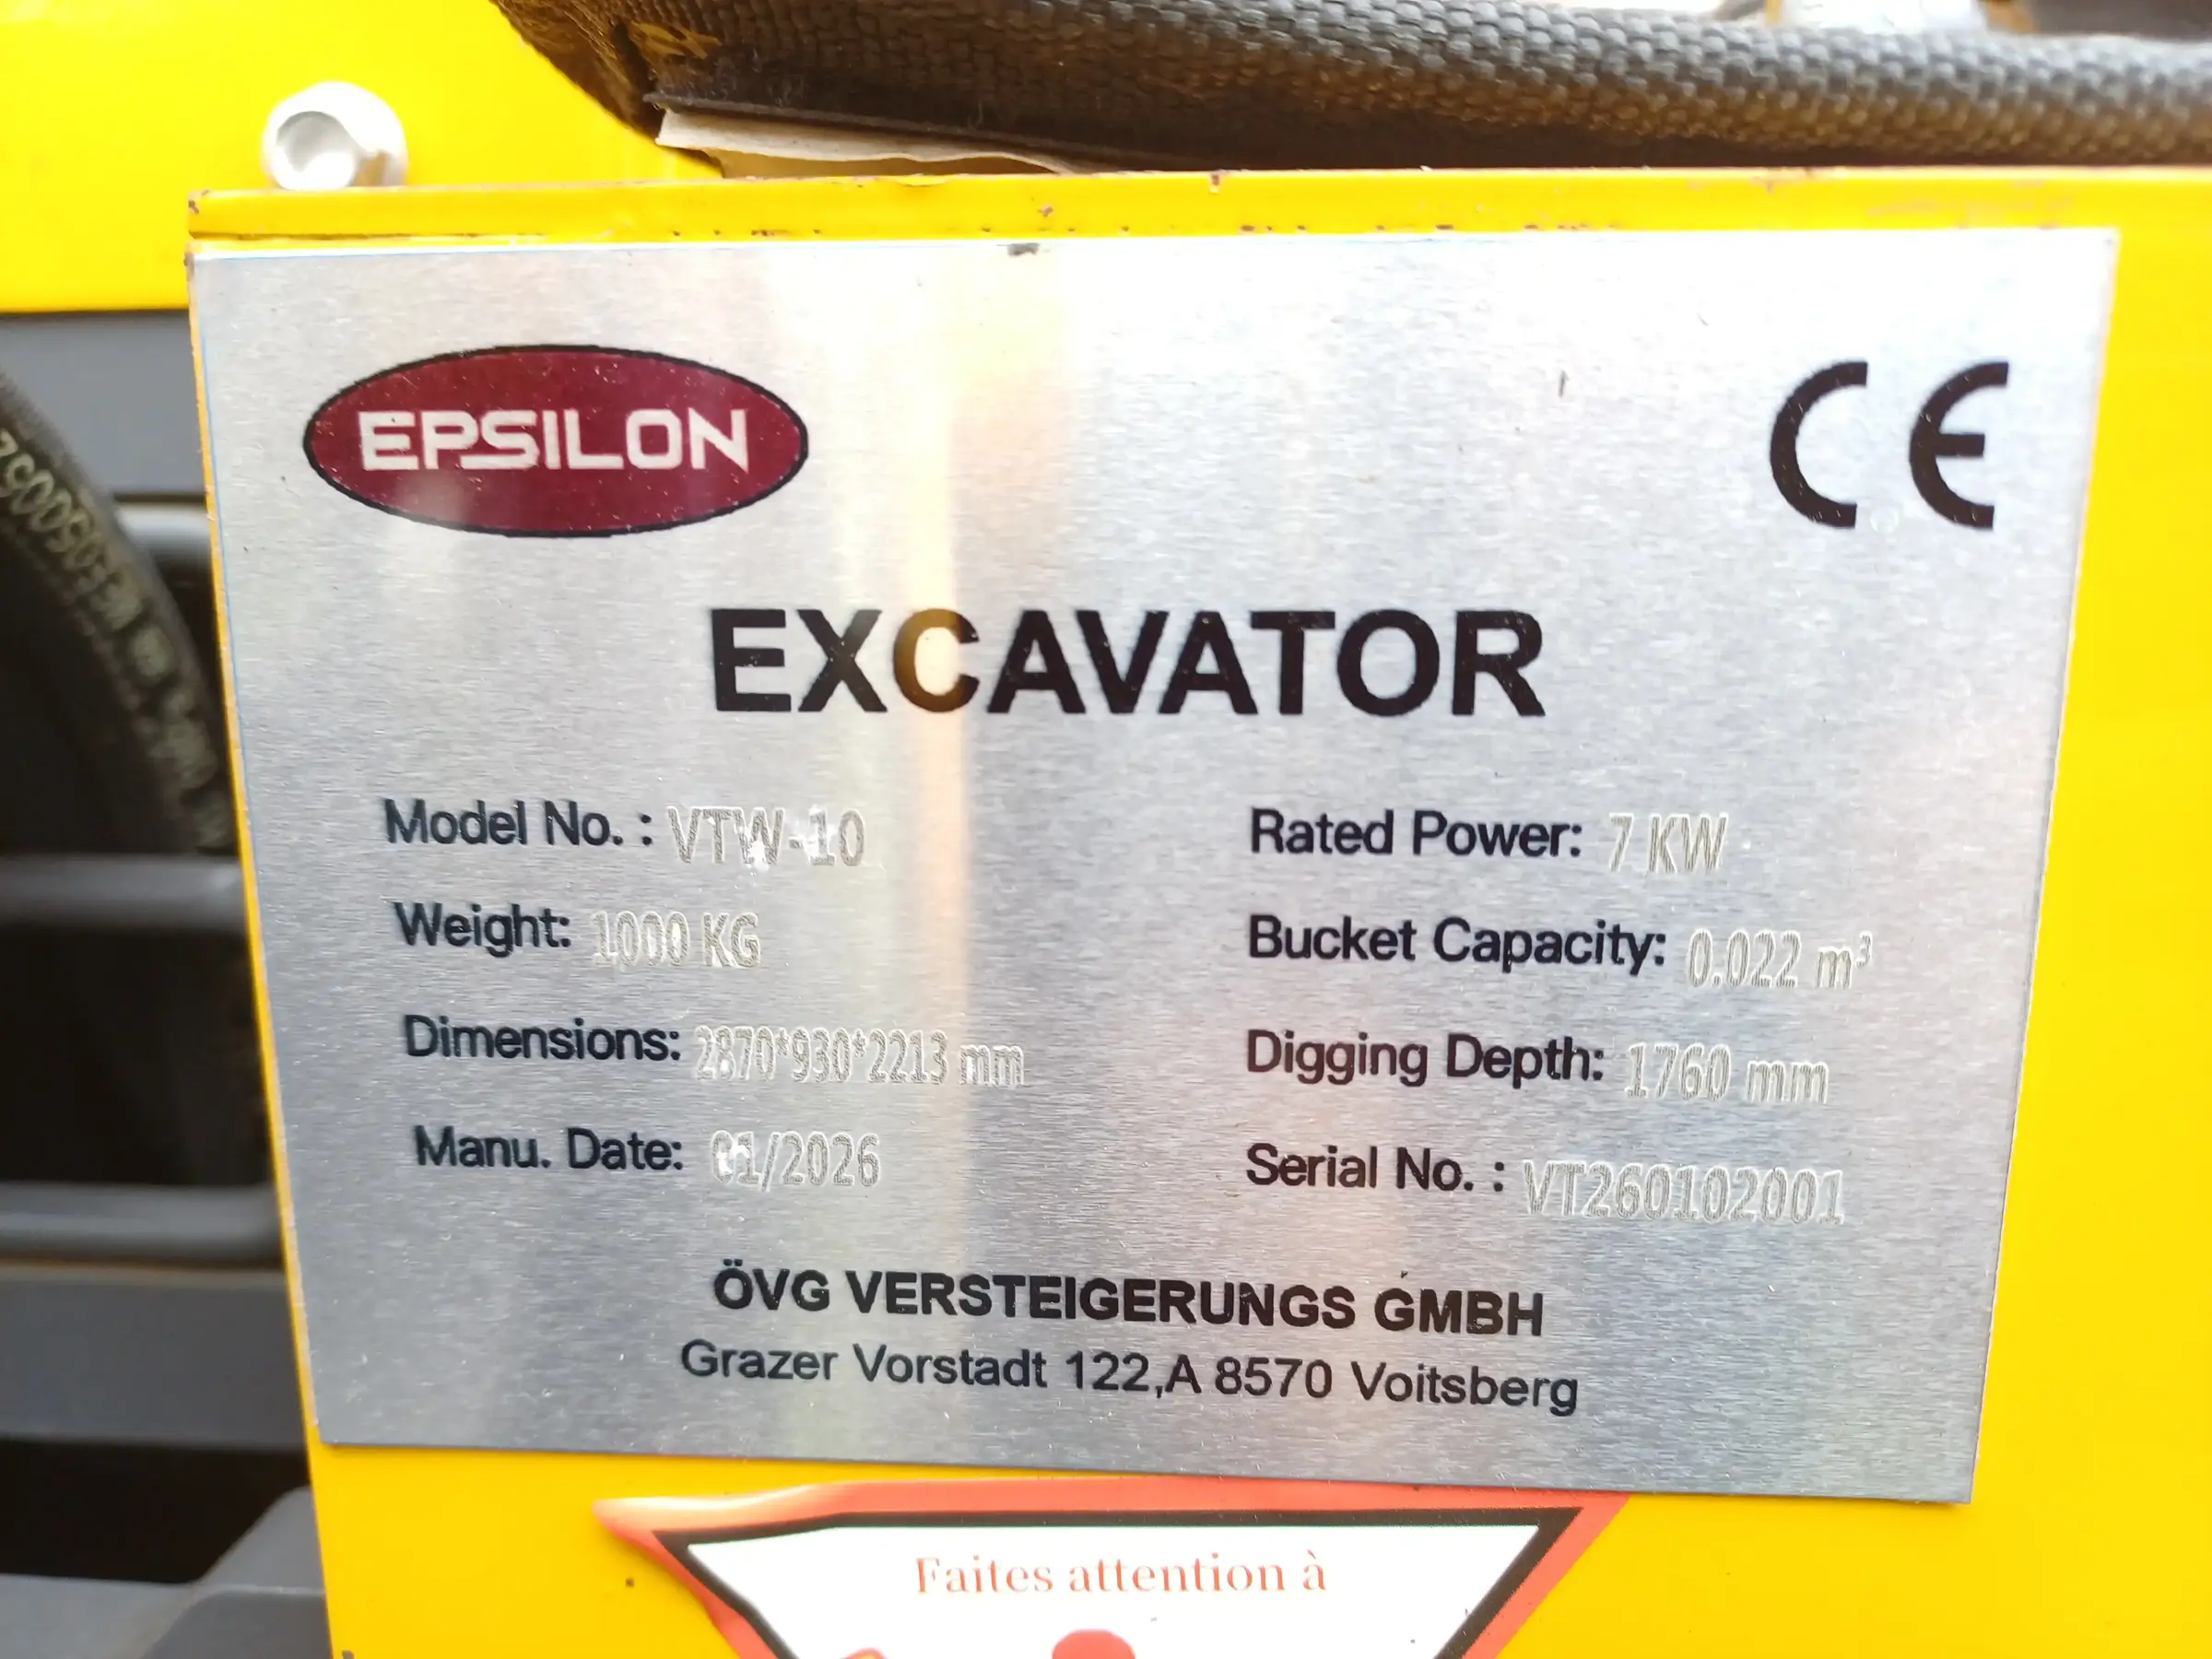 EPSILON
CE
EXCAVATOR
Model No. : VTW-10
Rated Power: 7 KW
Weight: 1000 KG
Bucket Capacity: 0.022 m³
Dimensions: 2870*930*2213 mm
Digging Depth: 1760 mm
Manu. Date: 01/2026
Serial No. : VT260102001
ÖVG VERSTEIGERUNGS GMBH
Grazer Vorstadt 122,A 8570 Voitsberg
Faites attention à